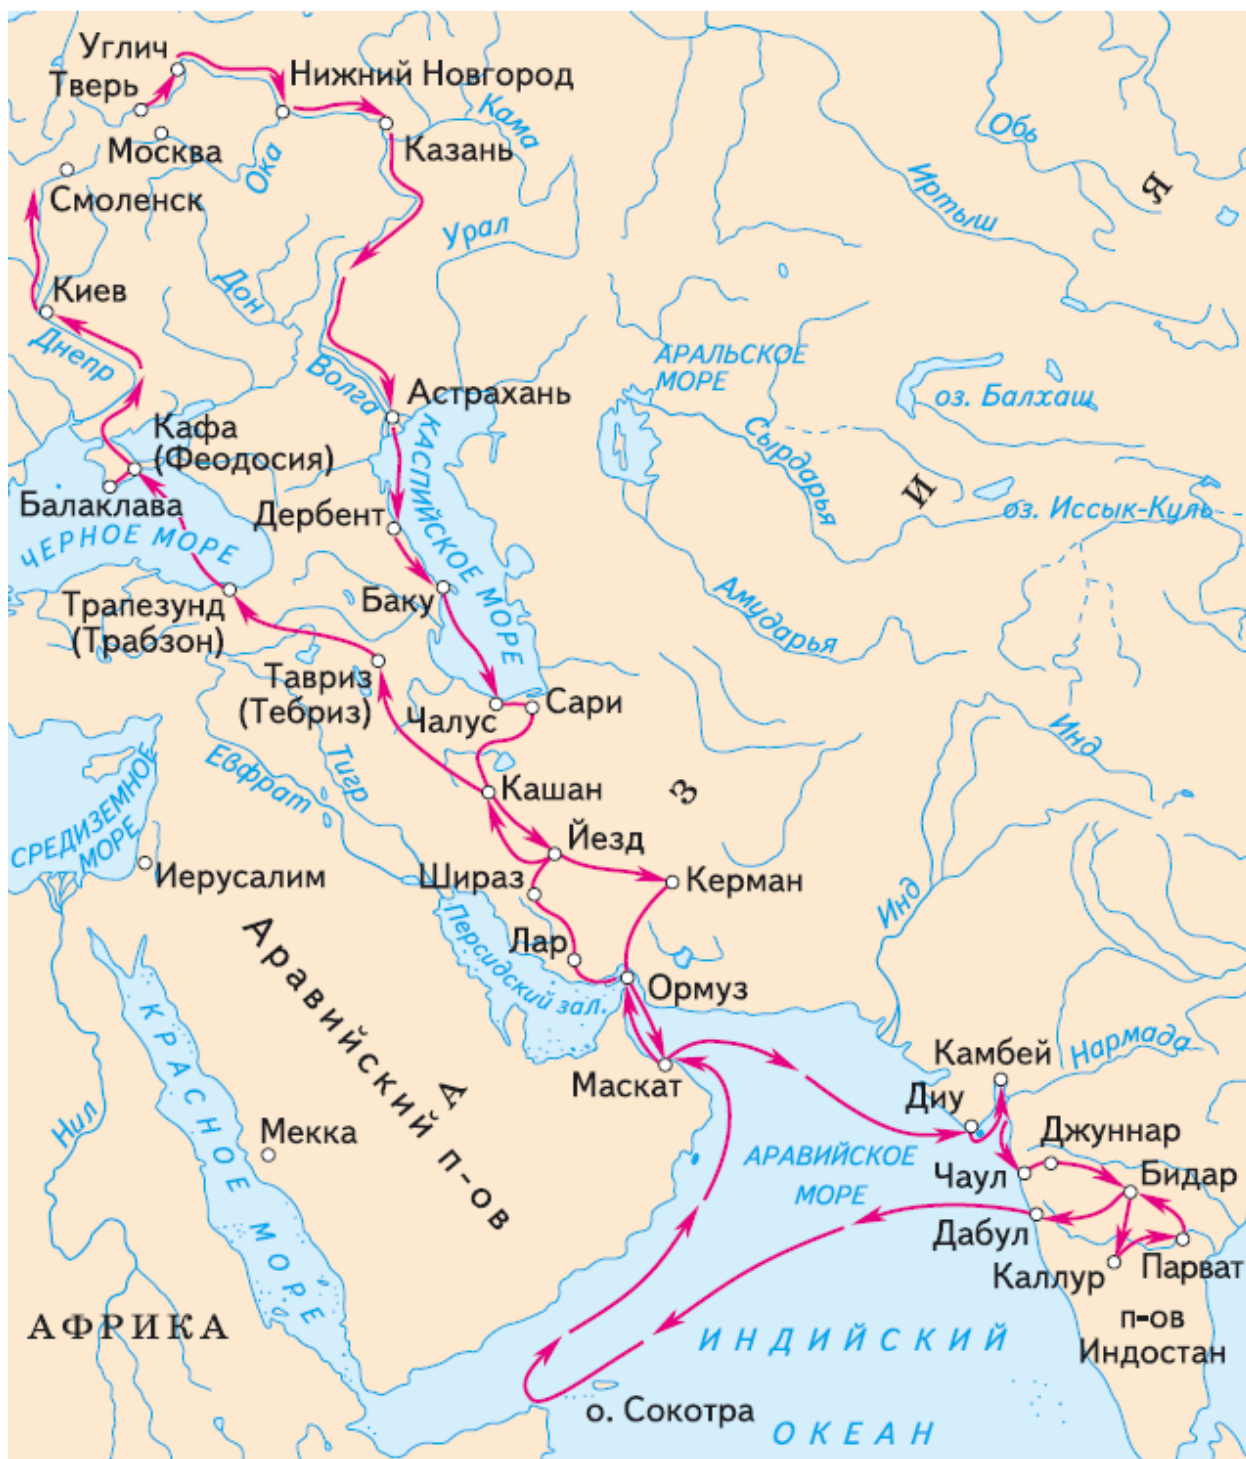 Углич
Тверь
Нижний Новгород
Кама
Обь
Москва
Ока
Казань
Иртыш
Я
Смоленск
Урал
Киев
Дон
Днепр
Волга
АРАЛЬСКОЕ
МОРЕ
оз. Балхаш
Астрахань
Кафа
(Феодосия)
КАСПИЙСКОЕ МОРЕ
Сырдарья
И
оз. Иссык-Куль
Балаклава
Дербент
ЧЕРНОЕ МОРЕ
Баку
Амударья
Трапезунд
(Трабзон)
Тавриз
(Тебриз)
Чалус
Сари
Инд
Евфрат
Тигр
Кашан
З
СРЕДИЗЕМНОЕ
МОРЕ
Йезд
Иерусалим
Шираз
Керман
Инд
Аравийский п-ов
Персидский зал.
Лар
Ормуз
КРАСНОЕ МОРЕ
Маскат
Камбей
Нармада
А
Диу
Нил
Мекка
Джуннар
АРАВИЙСКОЕ
МОРЕ
Чаул
Бидар
Дабул
Каллур
Парват
АФРИКА
п-ов
Индостан
ИНДИЙСКИЙ
о. Сокотра
ОКЕАН